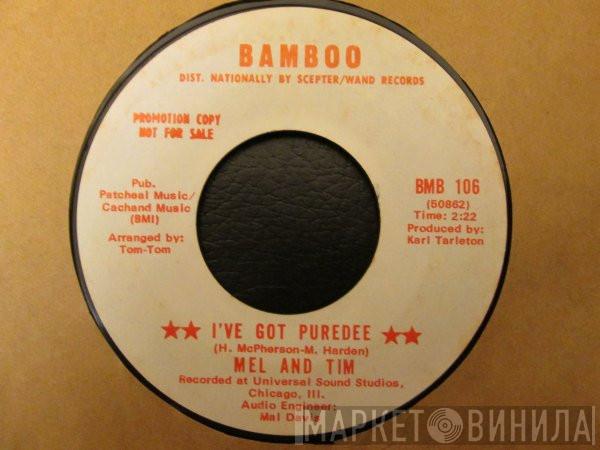 BAMBOO
DIST. NATIONALLY BY SCEPTER/WAND RECORDS
PROMOTION COPY
NOT FOR SALE
Pub.
Patcheal Music/
Cachand Music
(BMI)
Arranged by:
Tom-Tom
BMB 106
(50862)
Time: 2:22
Produced by:
Karl Tarleton
★★ I'VE GOT PUREDEE ★★
(H. McPherson-M. Harden)
MEL AND TIM
Recorded at Universal Sound Studios,
Chicago, Ill.
Audio Engineer:
Mal Davis
МАРКЕТ ВИНИЛА